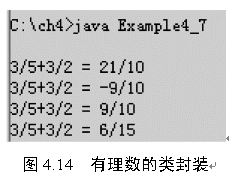 C:\ch4>java Example4_7
3/5+3/2 = 21/10
3/5+3/2 = -9/10
3/5+3/2 = 9/10
3/5+3/2 = 6/15
图 4.14 有理数的类封装